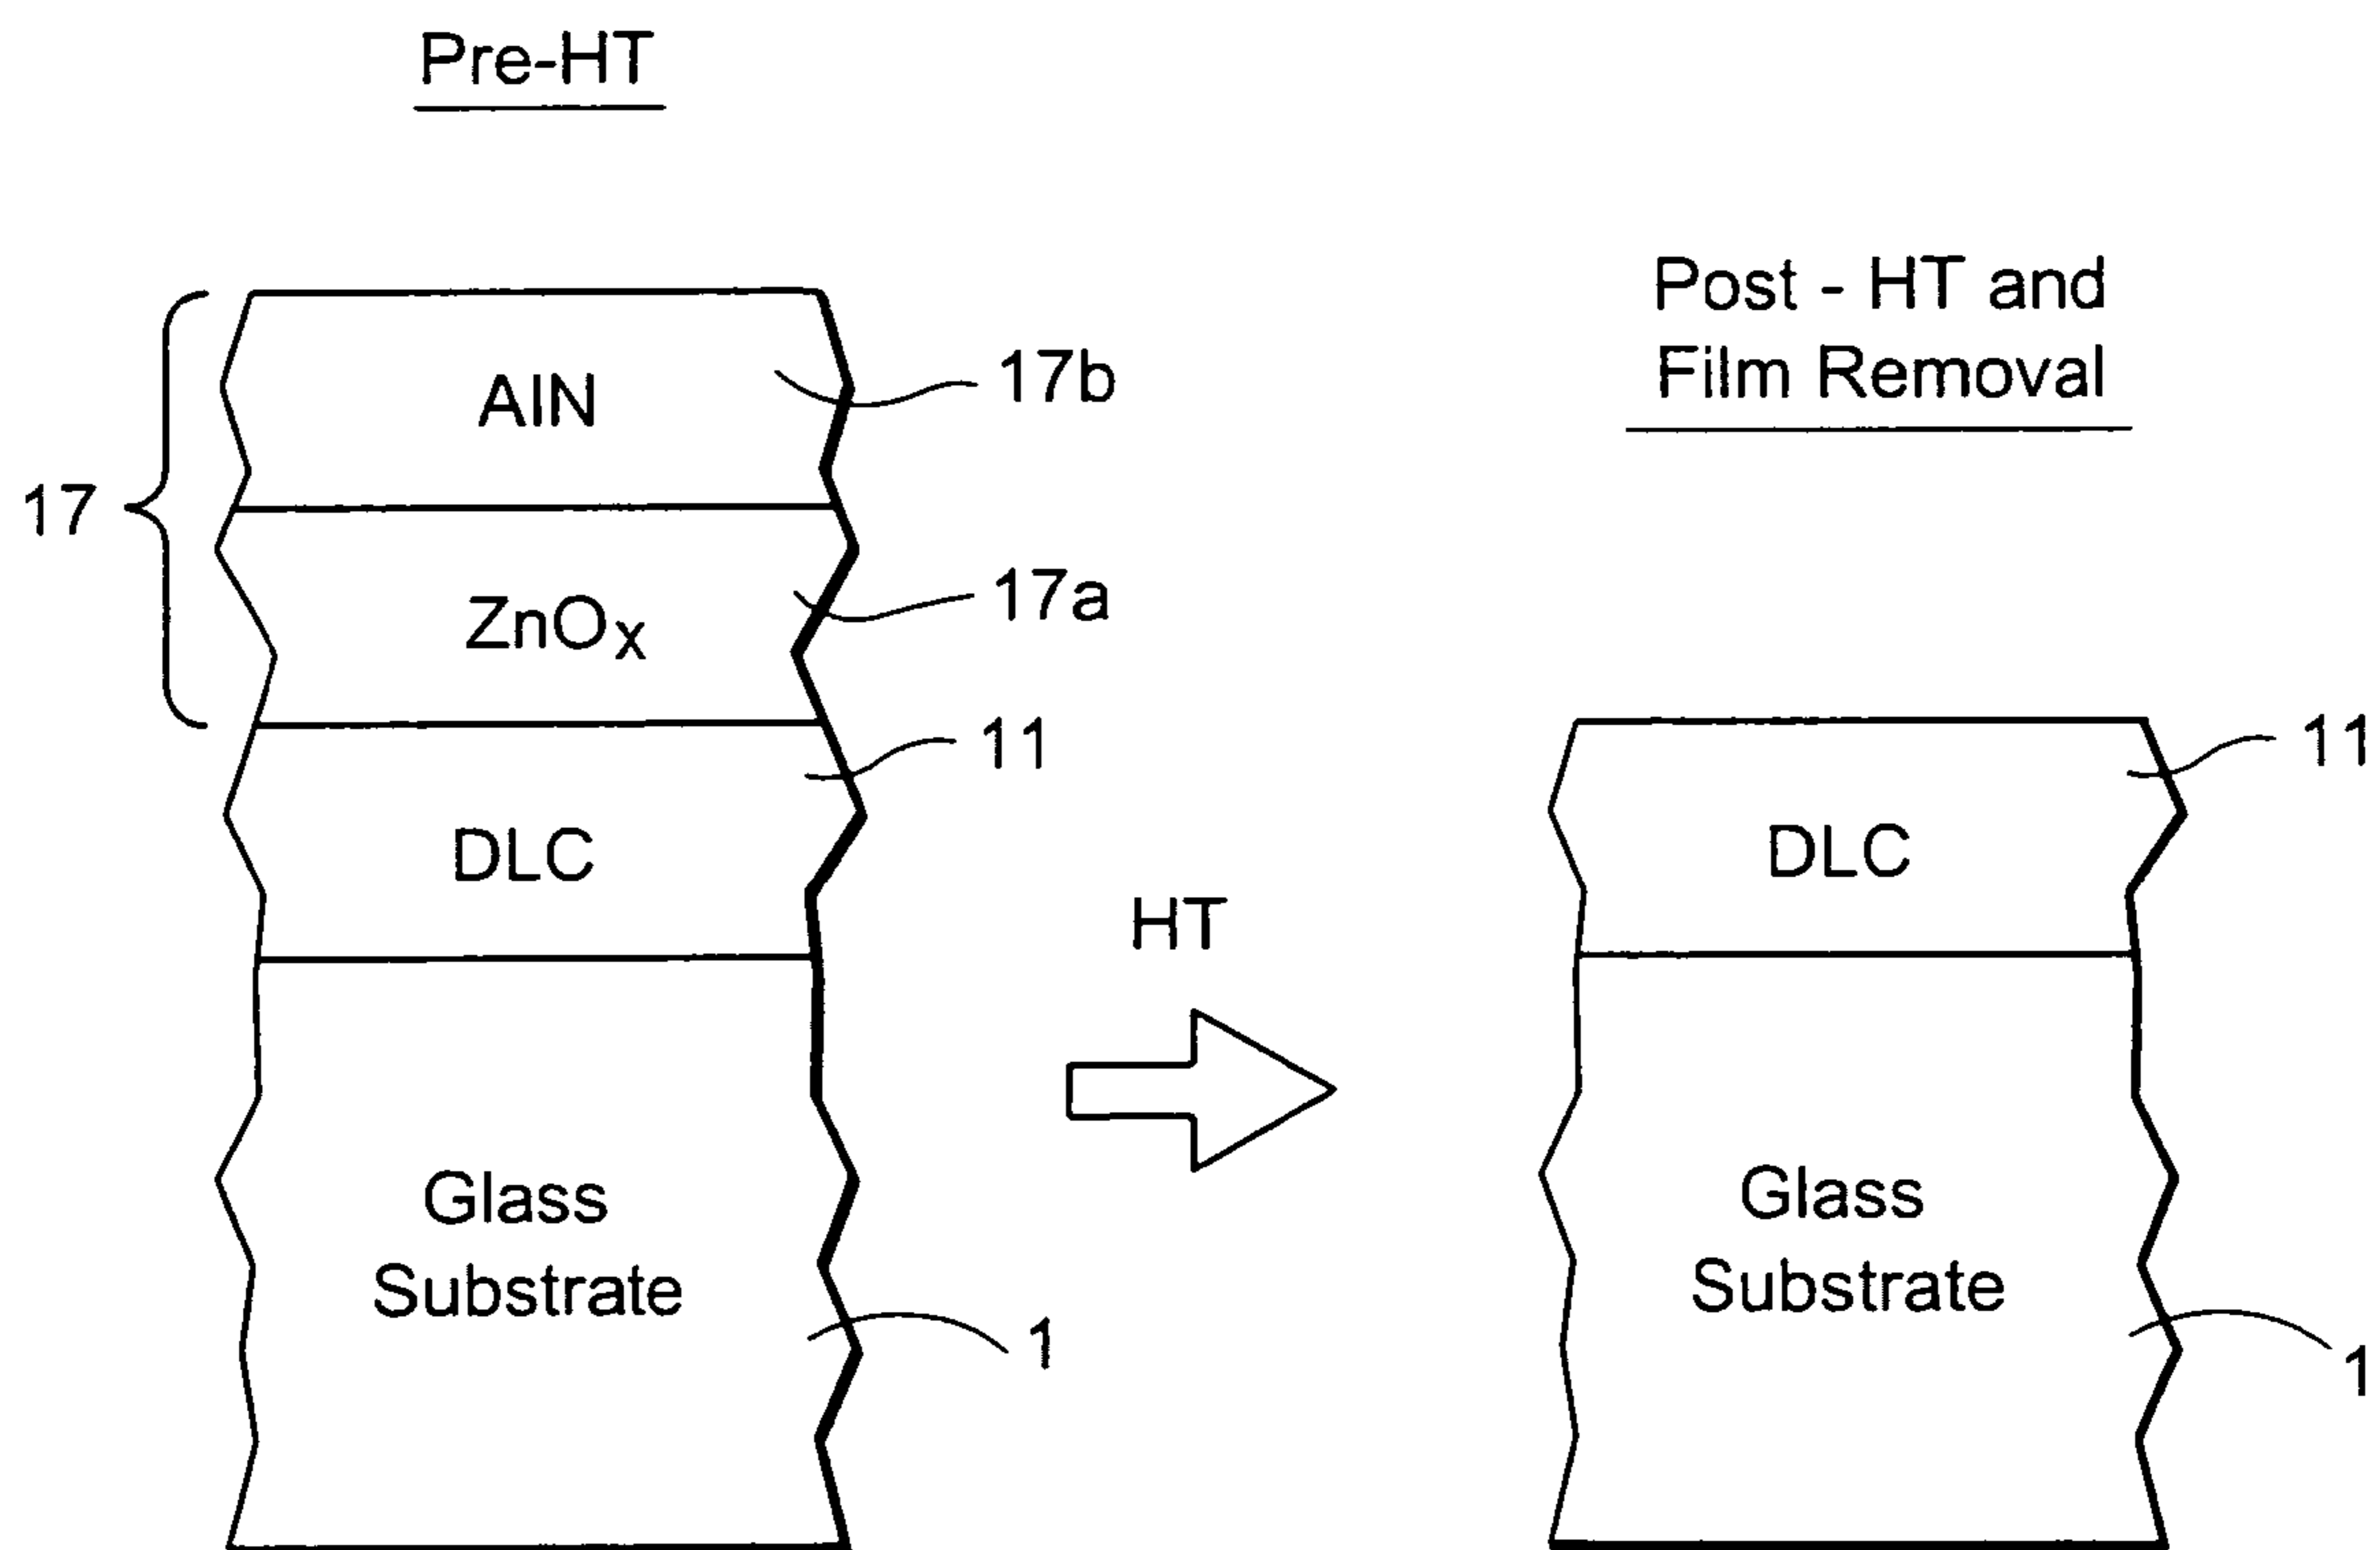 Pre-HT
AlN
17b
17
ZnOx
17a
11
DLC
Glass
Substrate
1
HT
Post - HT and
Film Removal
11
DLC
Glass
Substrate
1